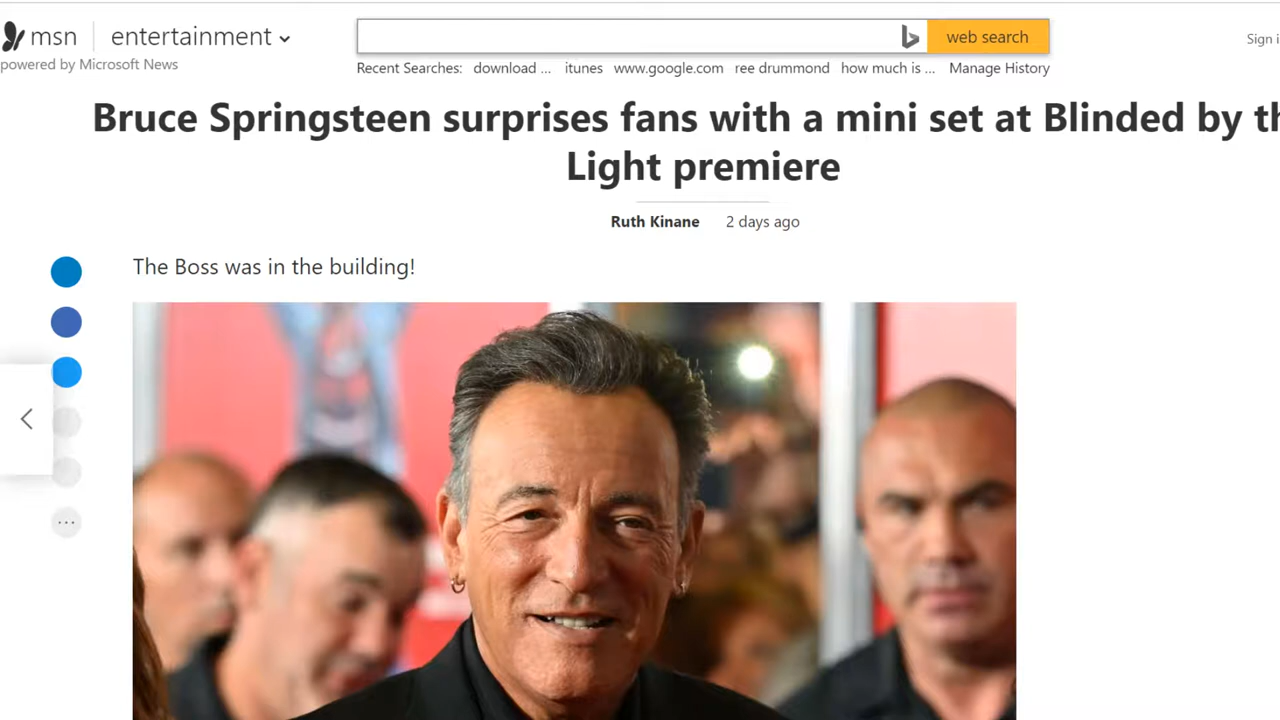 msn entertainment
web search
Sign i
powered by Microsoft News
Recent Searches: download ... itunes www.google.com ree drummond how much is ... Manage History
Bruce Springsteen surprises fans with a mini set at Blinded by th
Light premiere
Ruth Kinane 2 days ago
The Boss was in the building!